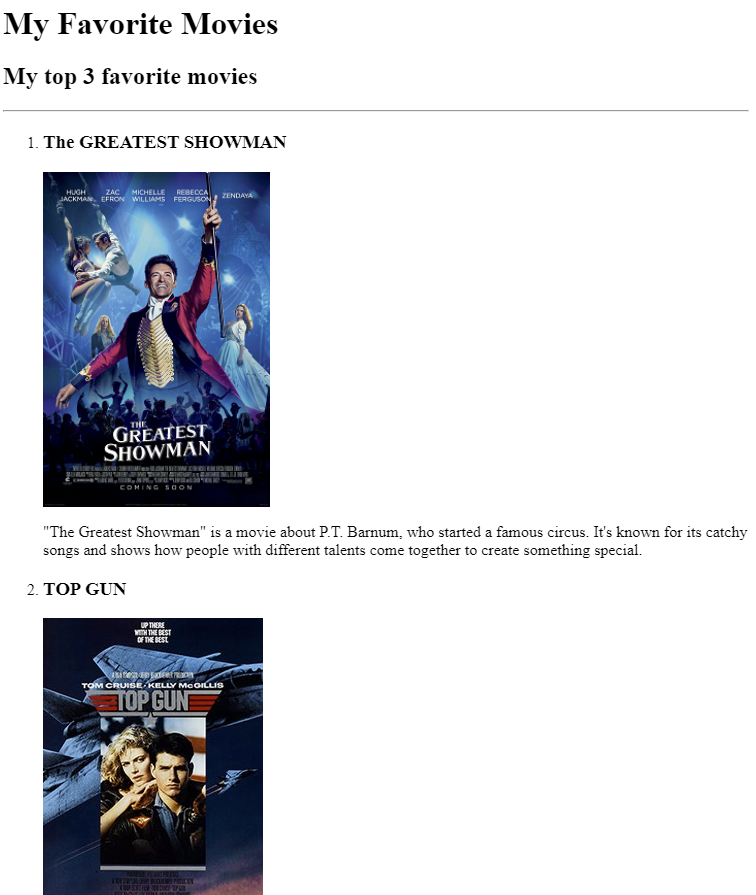 My Favorite Movies
My top 3 favorite movies
1. The GREATEST SHOWMAN
HUGH JACKMAN ZAC EFRON MICHELLE WILLIAMS REBECCA FERGUSON ZENDAYA
THE
GREATEST
SHOWMAN
COMING SOON
"The Greatest Showman" is a movie about P.T. Barnum, who started a famous circus. It's known for its catchy
songs and shows how people with different talents come together to create something special.
2. TOP GUN
UP THERE
WITH THE BEST
OF THE BEST.
TOM CRUISE · KELLY McGILLIS
TOP GUN